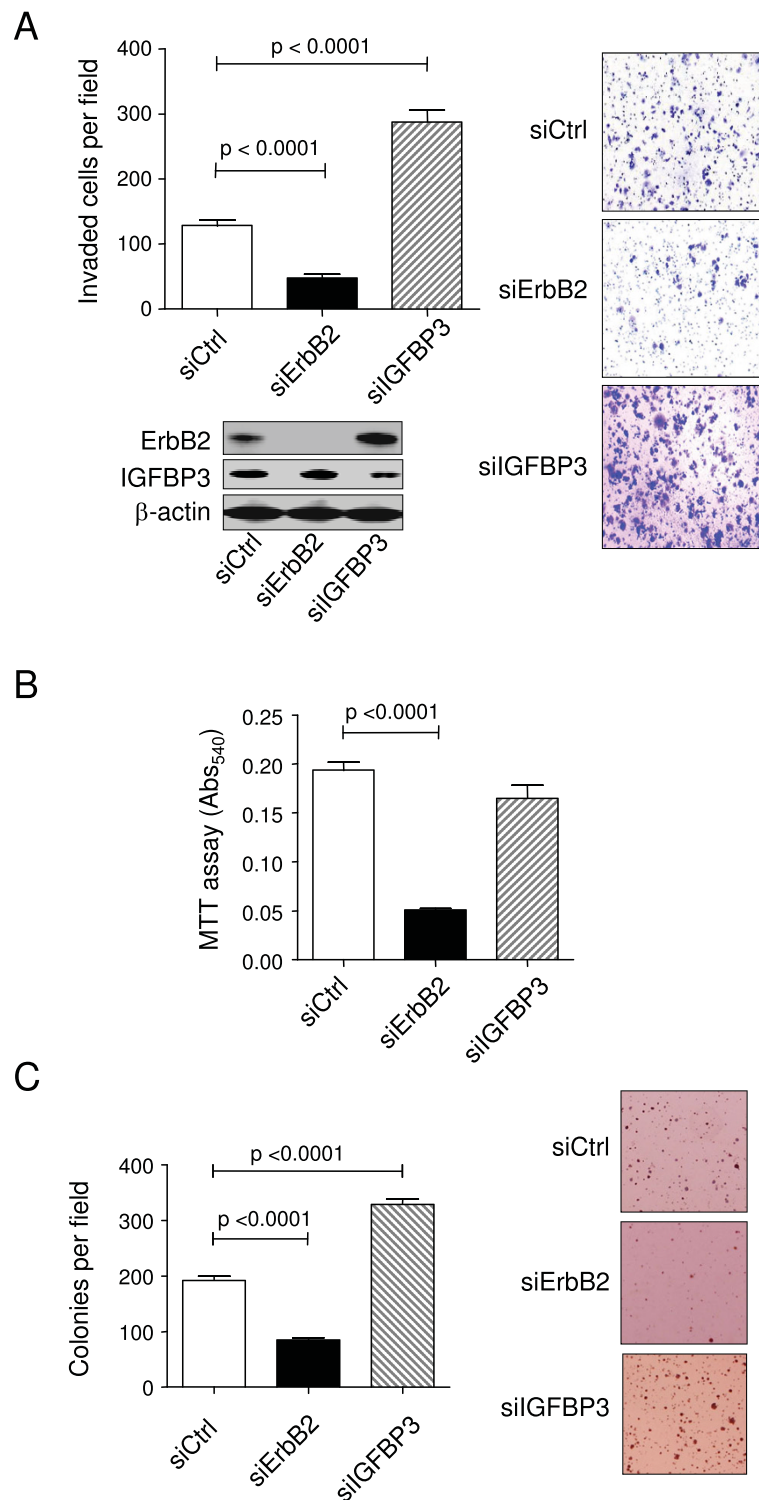 A
Invaded cells per field
400
300
200
100
0
p < 0.0001
p < 0.0001
siCtrl
siErbB2
siIGFBP3
siCtrl
siErbB2
siIGFBP3
ErbB2
IGFBP3
β-actin
siCtrl
siErbB2
siIGFBP3
B
MTT assay (Abs540)
0.25
0.20
0.15
0.10
0.05
0.00
p <0.0001
siCtrl
siErbB2
siIGFBP3
C
Colonies per field
400
300
200
100
0
p <0.0001
p <0.0001
siCtrl
siErbB2
siIGFBP3
siCtrl
siErbB2
siIGFBP3